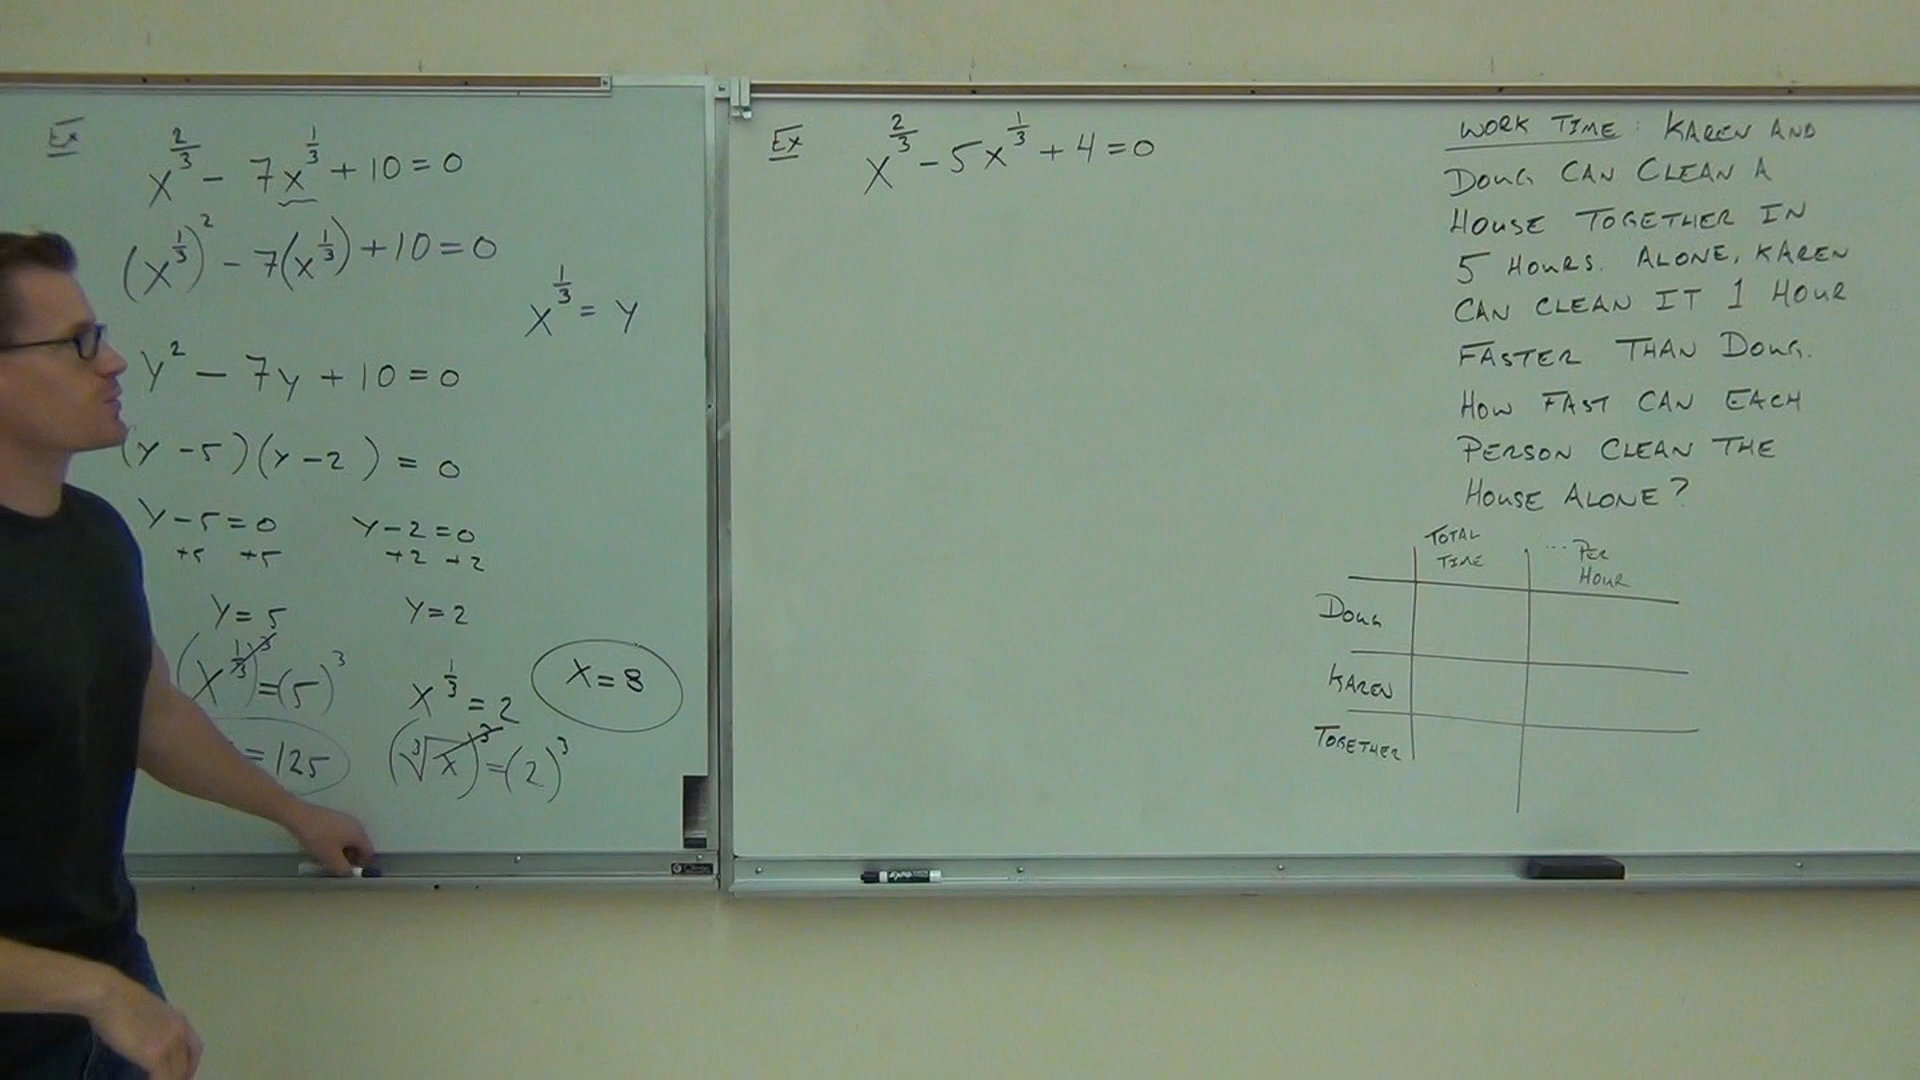 Ex
x^{2/3} - 7x^{1/3} + 10 = 0
(x^{1/3})^2 - 7(x^{1/3}) + 10 = 0
x^{1/3} = y
y^2 - 7y + 10 = 0
(y - 5)(y - 2) = 0
y - 5 = 0 y - 2 = 0
+5 +5 +2 +2
y = 5 y = 2
(x^{1/3})^3 = (5)^3 x^{1/3} = 2 x = 8
= 125 (∛x)^3 = (2)^3
Ex x^{2/3} - 5x^{1/3} + 4 = 0
WORK TIME: KAREN AND
DOUG CAN CLEAN A
HOUSE TOGETHER IN
5 HOURS. ALONE, KAREN
CAN CLEAN IT 1 HOUR
FASTER THAN DOUG.
HOW FAST CAN EACH
PERSON CLEAN THE
HOUSE ALONE?
TOTAL TIME ... PER HOUR
DOUG
KAREN
TOGETHER
EXPO